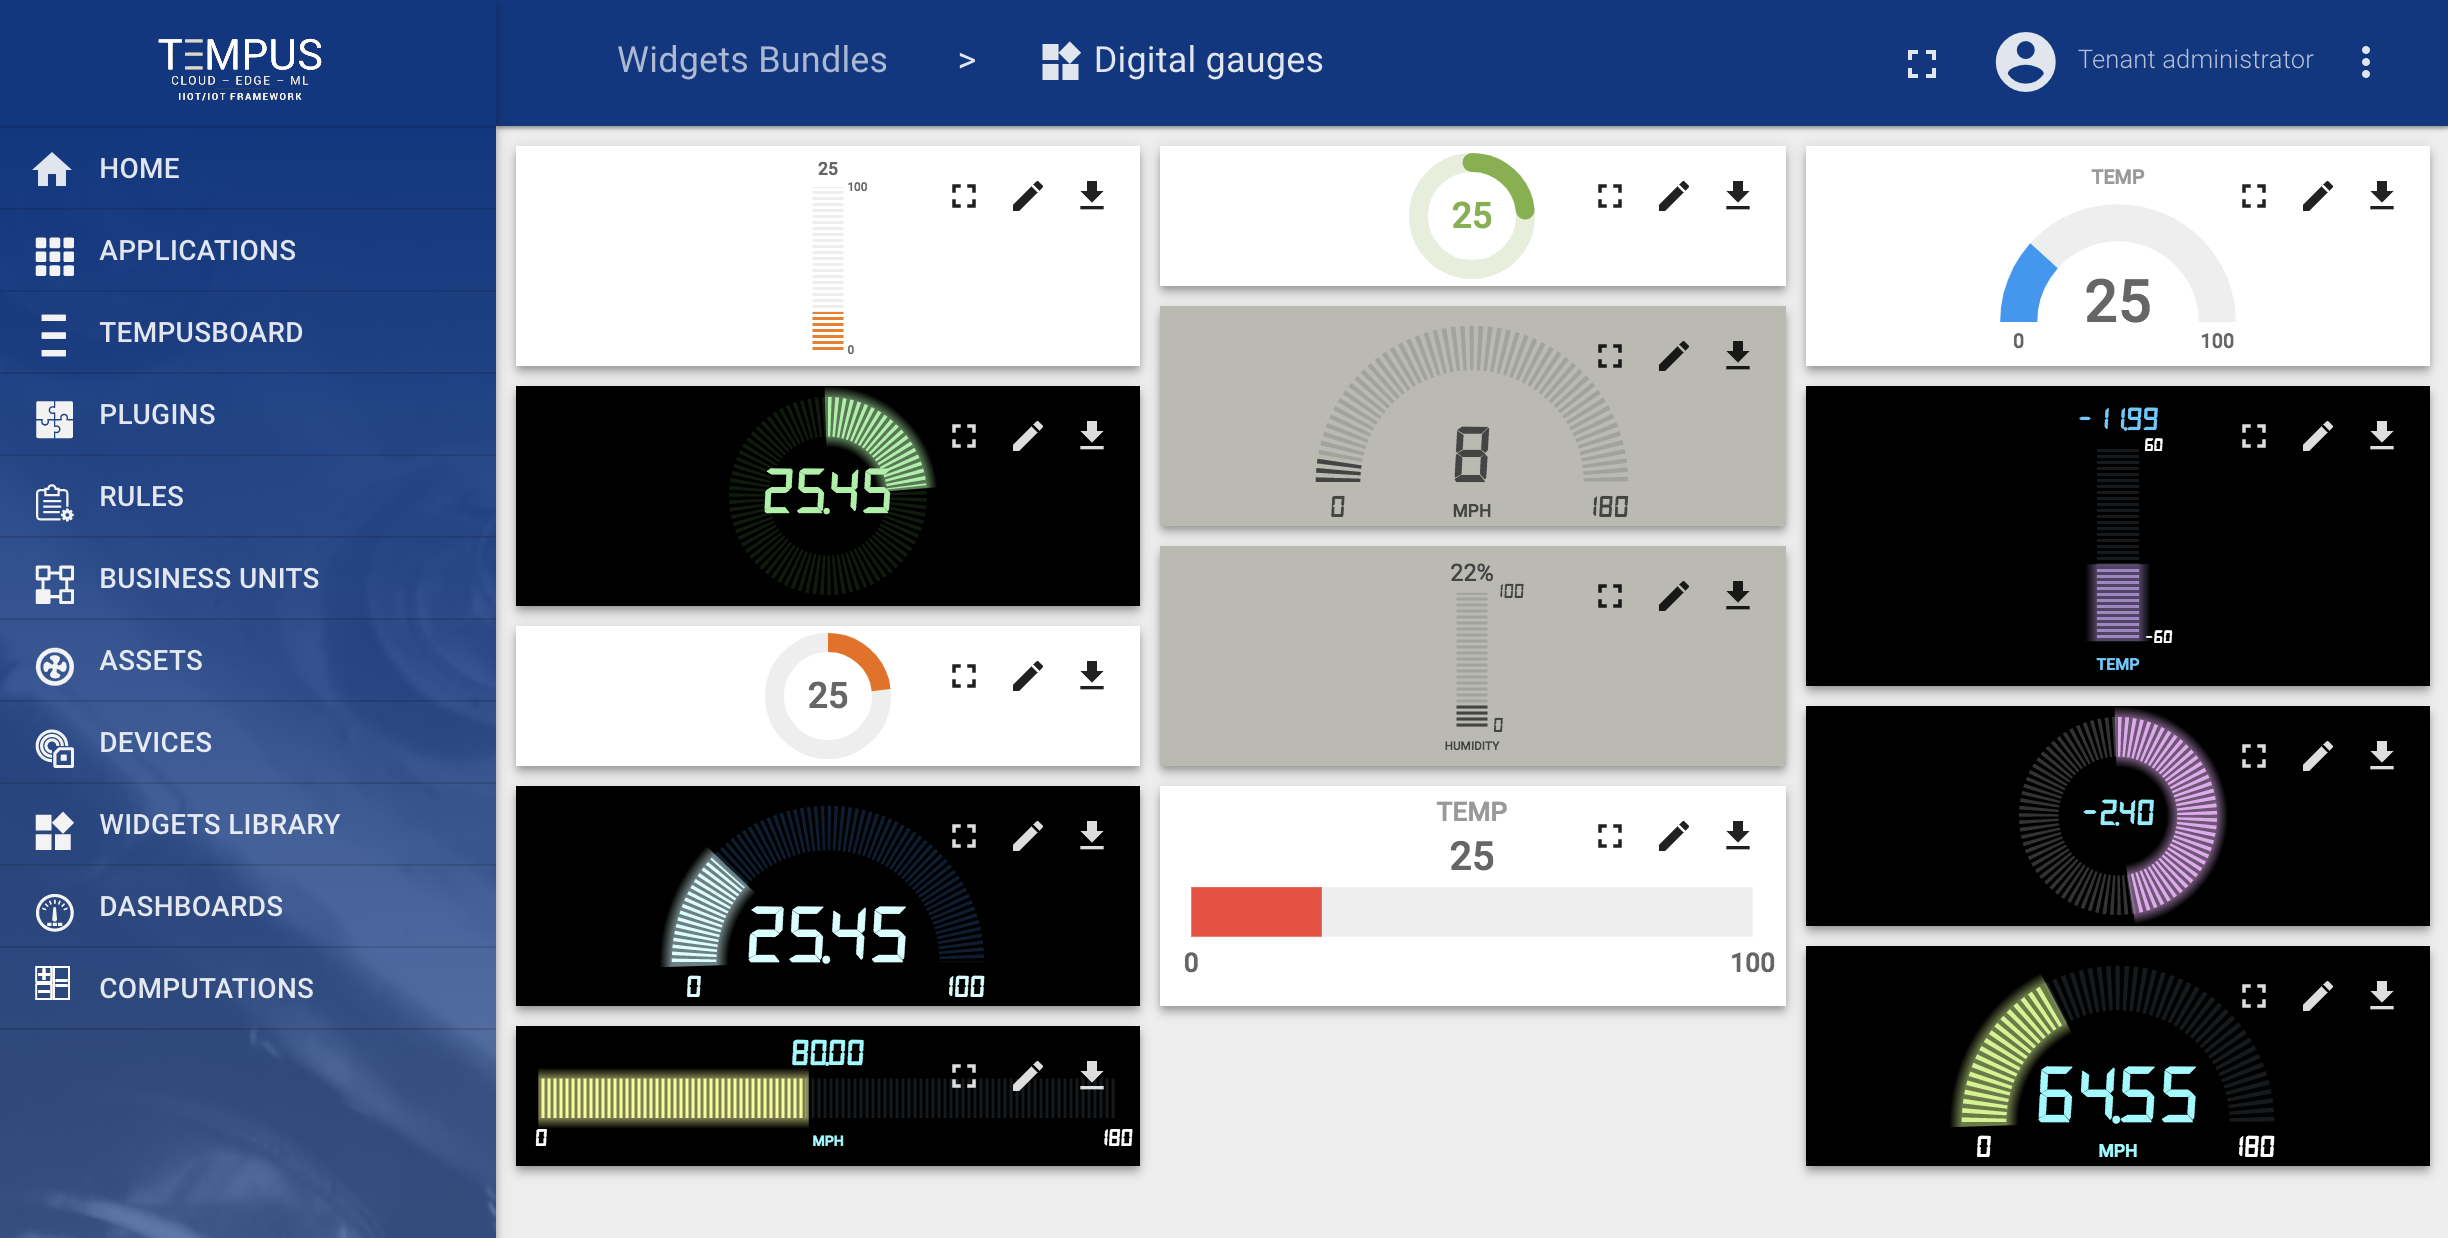 TEMPUS
CLOUD – EDGE – ML
IIOT/IOT FRAMEWORK
Widgets Bundles > Digital gauges
Tenant administrator
HOME
APPLICATIONS
TEMPUSBOARD
PLUGINS
RULES
BUSINESS UNITS
ASSETS
DEVICES
WIDGETS LIBRARY
DASHBOARDS
COMPUTATIONS
25
100
0
25.45
25
25.45
0 100
80.00
0 MPH 180
25
8
0 MPH 180
22%
100
0
HUMIDITY
TEMP
25
0 100
TEMP
25
0 100
-11.99
60
-60
TEMP
-2.40
64.55
0 MPH 180